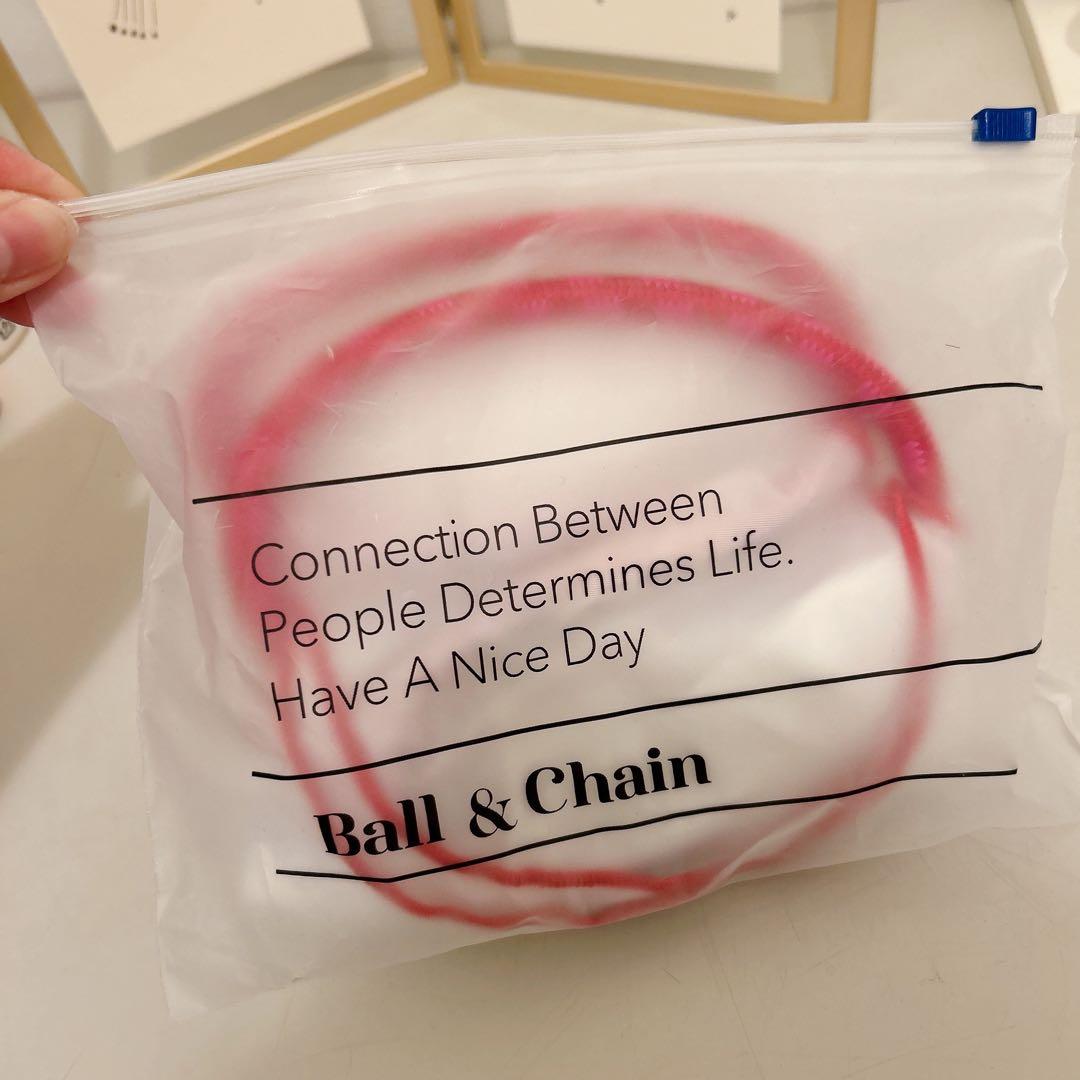 Connection Between
People Determines Life.
Have A Nice Day
Ball & Chain